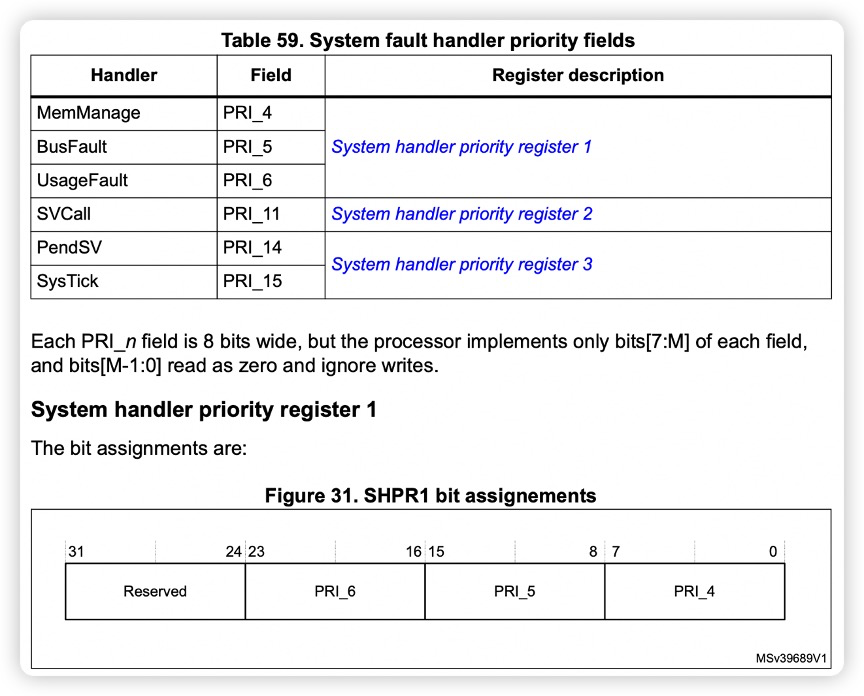 Table 59. System fault handler priority fields
Handler Field Register description
MemManage PRI_4
BusFault PRI_5 System handler priority register 1
UsageFault PRI_6
SVCall PRI_11 System handler priority register 2
PendSV PRI_14
System handler priority register 3
SysTick PRI_15
Each PRI_n field is 8 bits wide, but the processor implements only bits[7:M] of each field,
and bits[M-1:0] read as zero and ignore writes.
System handler priority register 1
The bit assignments are:
Figure 31. SHPR1 bit assignements
31 24 23 16 15 8 7 0
Reserved PRI_6 PRI_5 PRI_4
MSv39689V1